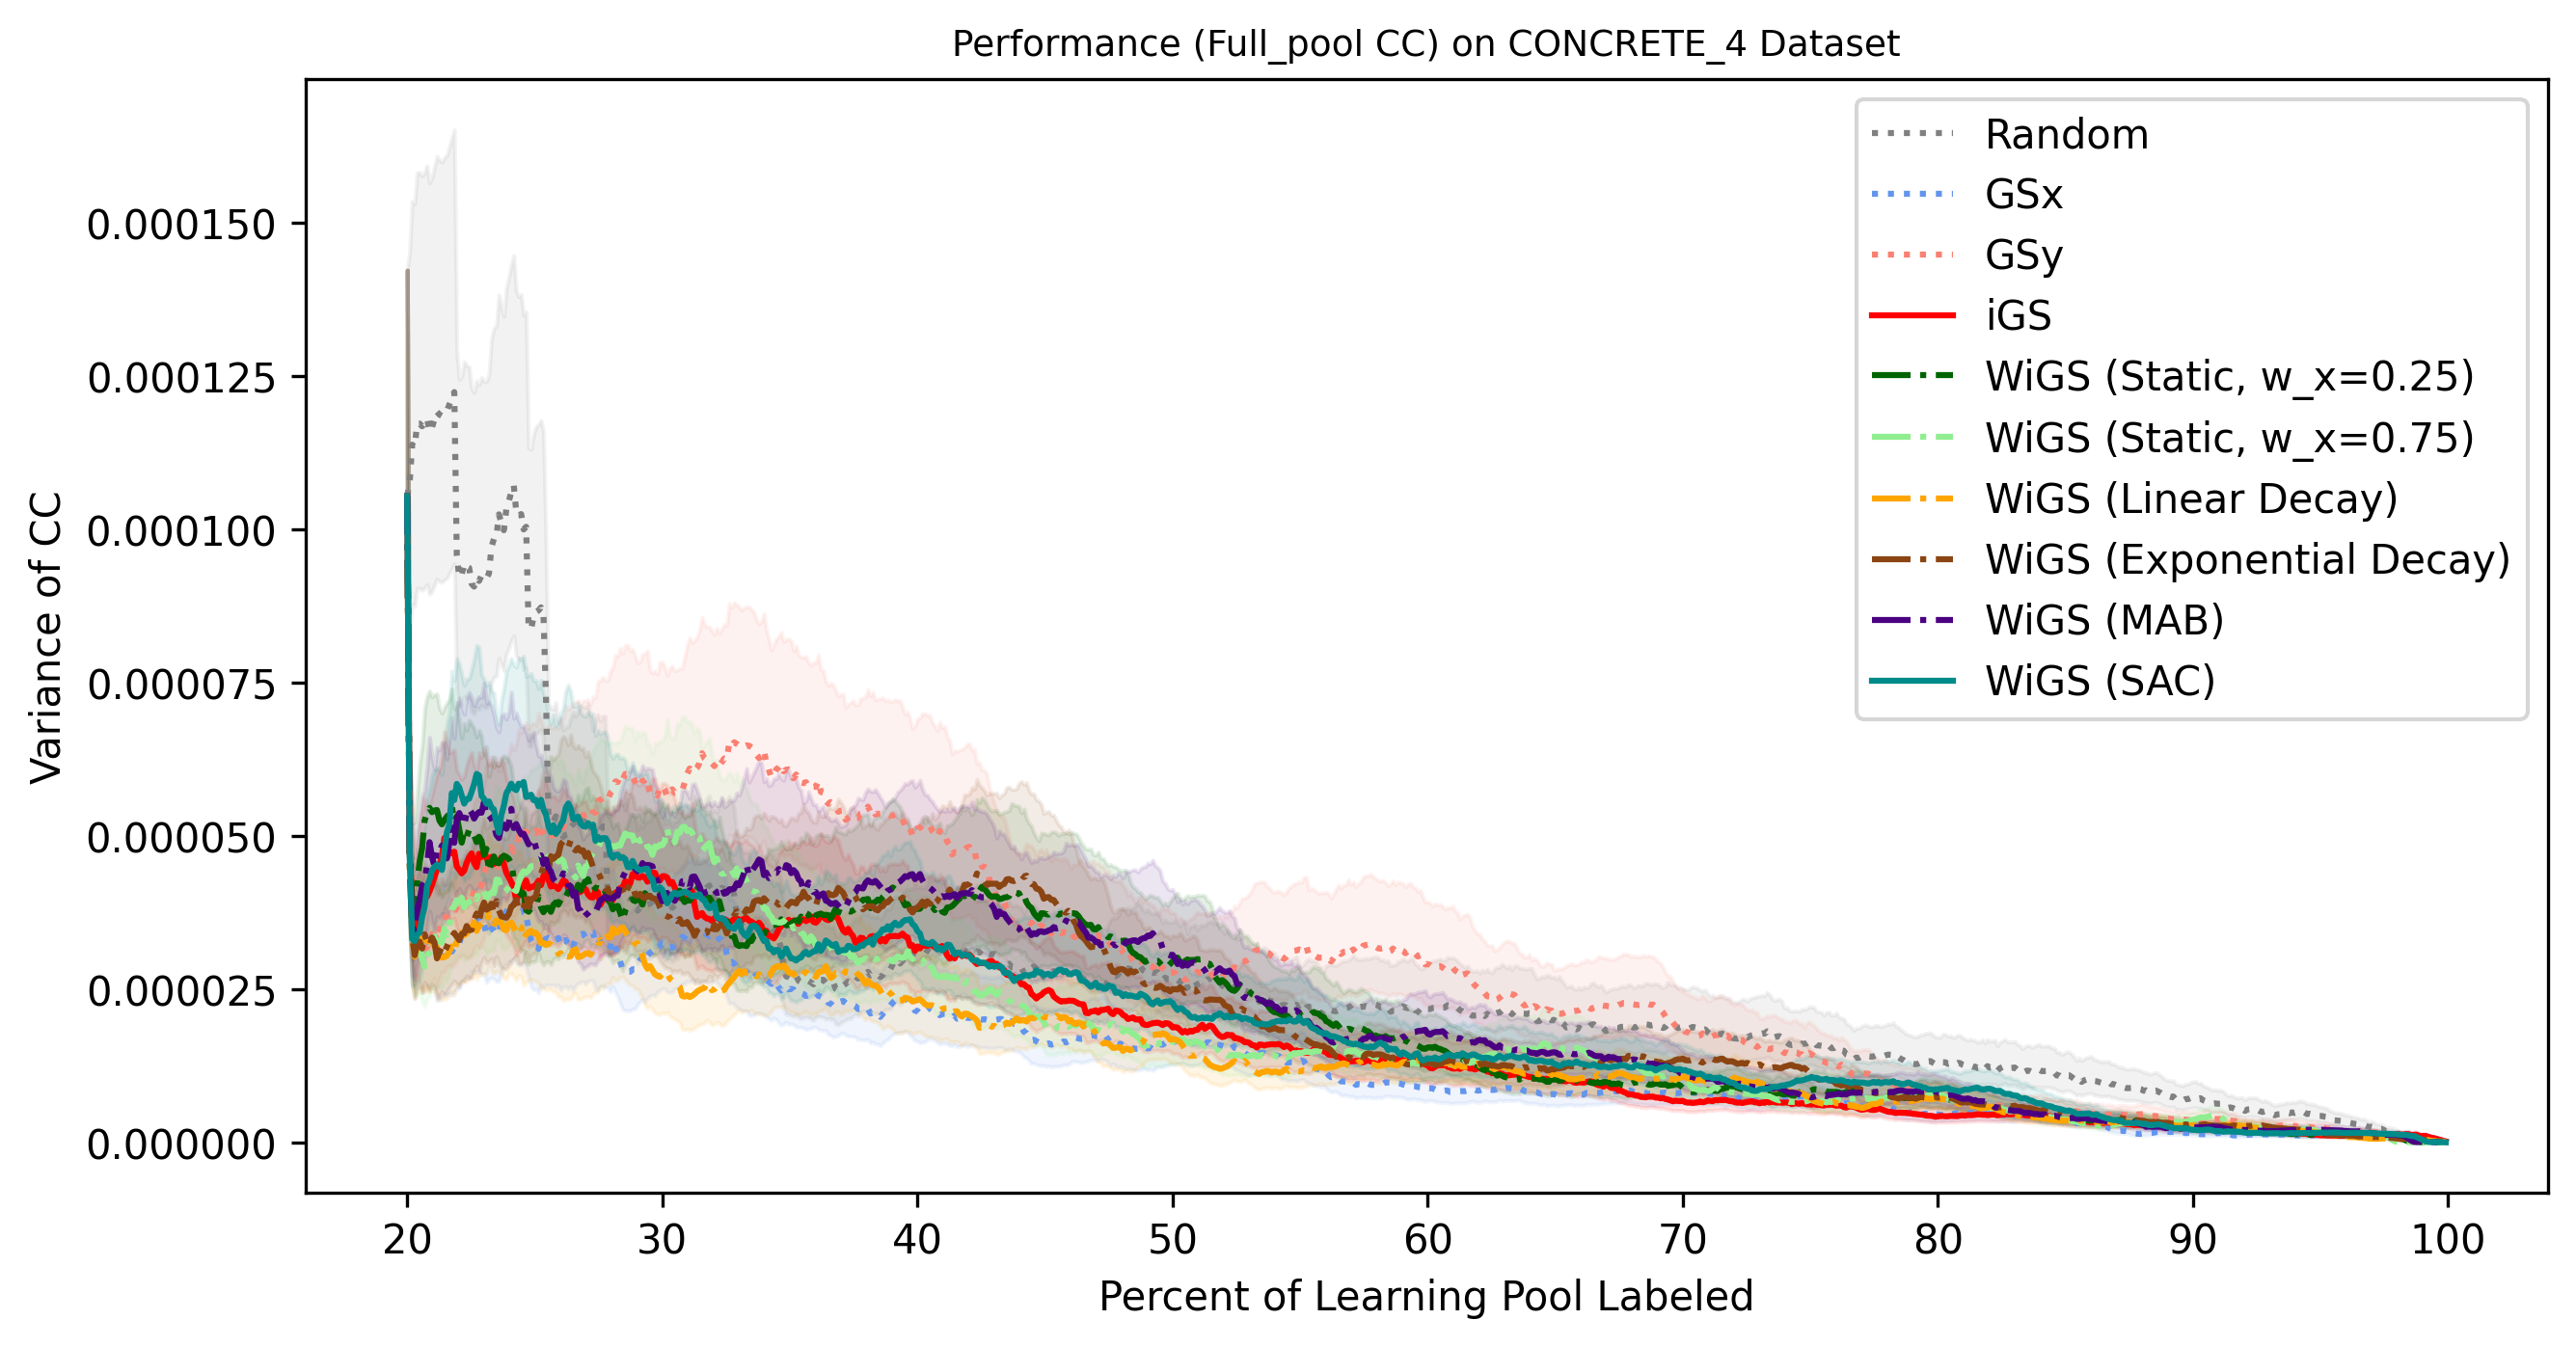 Performance (Full_pool CC) on CONCRETE_4 Dataset
Variance of CC
0.000150
0.000125
0.000100
0.000075
0.000050
0.000025
0.000000
20 30 40 50 60 70 80 90 100
Percent of Learning Pool Labeled
Random
GSx
GSy
iGS
WiGS (Static, w_x=0.25)
WiGS (Static, w_x=0.75)
WiGS (Linear Decay)
WiGS (Exponential Decay)
WiGS (MAB)
WiGS (SAC)